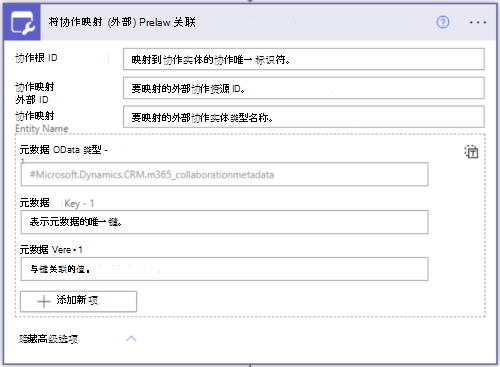 将协作映射 (外部) Prelaw 关联
协作根 ID
映射到协作实体的协作唯一标识符。
协作映射
外部 ID
要映射的外部协作资源 ID。
协作映射
Entity Name
要映射的外部协作实体类型名称。
元数据 OData 类型 -
1
#Microsoft.Dynamics.CRM.m365_collaborationmetadata
元数据 Key - 1
表示元数据的唯一键。
元数据 Vere • 1
与键关联的值。
添加新项
隐藏高级选项